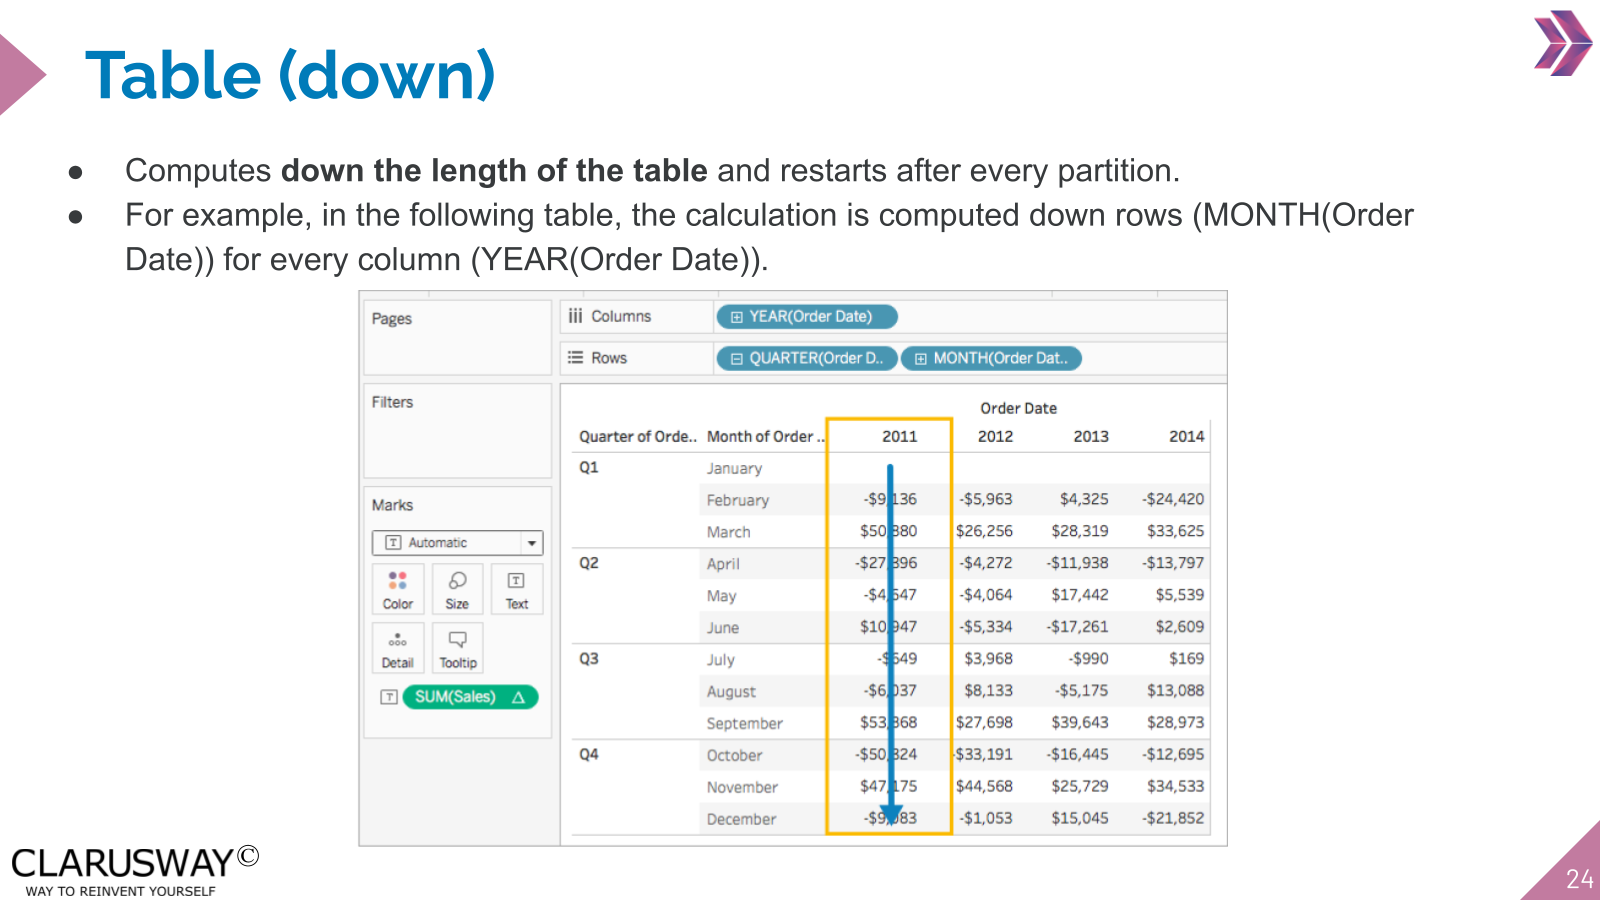 Table (down)
● Computes down the length of the table and restarts after every partition.
● For example, in the following table, the calculation is computed down rows (MONTH(Order
Date)) for every column (YEAR(Order Date)).
Pages
Columns YEAR(Order Date)
Rows QUARTER(Order D.. MONTH(Order Dat..
Filters
Marks
Automatic
Color Size Text
Detail Tooltip
SUM(Sales) Δ
Order Date
Quarter of Orde.. Month of Order .. 2011 2012 2013 2014
Q1 January
February -$9,136 -$5,963 $4,325 -$24,420
March $26,256 $28,319 $33,625
Q2 April -$4,272 -$11,938 -$13,797
May -$4,064 $17,442 $5,539
June $10,947 -$5,334 -$17,261 $2,609
July $3,968 -$990 $169
Q3
August -$6,037 $8,133 -$5,175 $13,088
September $27,698 $39,643 $28,973
Q4 October -$33,191 -$16,445 -$12,695
November $47,175 $44,568 $25,729 $34,533
December -$1,053 $15,045 -$21,852
CLARUSWAY©
WAY TO REINVENT YOURSELF
24